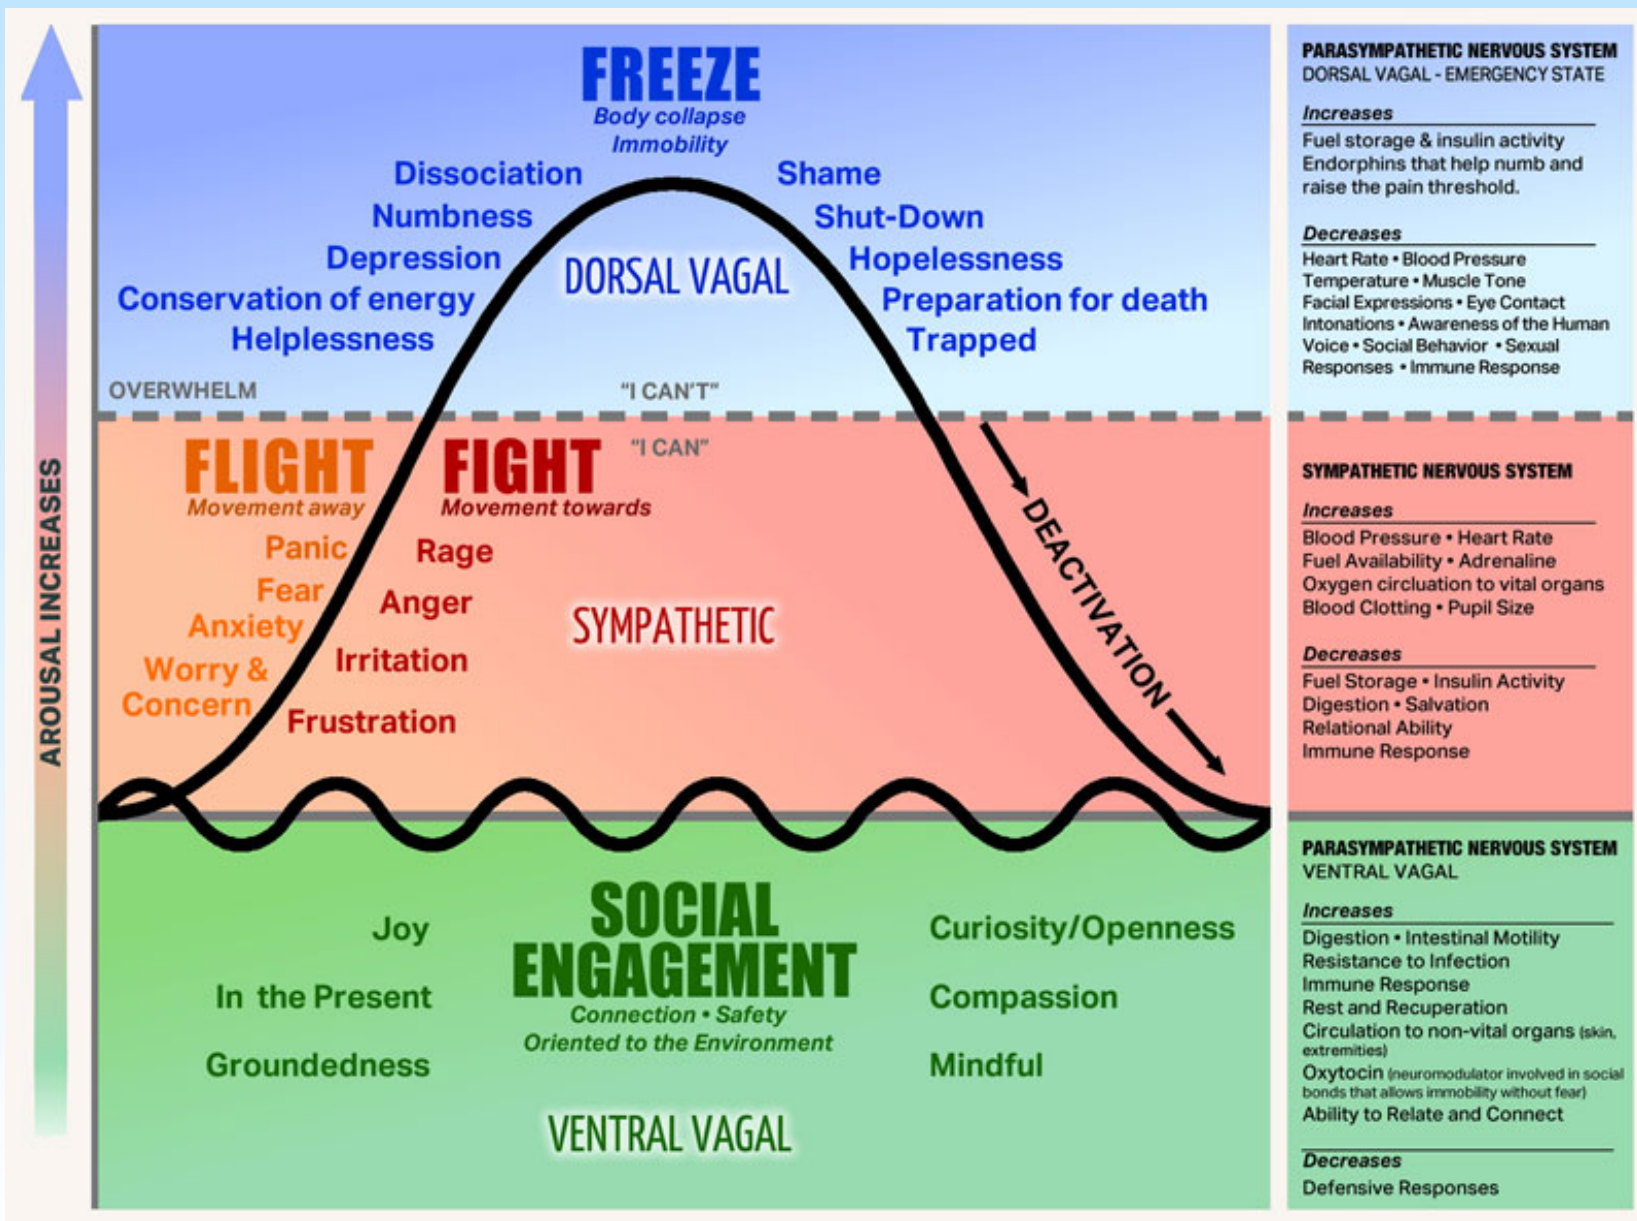 AROUSAL INCREASES
FREEZE
Body collapse
Immobility
Dissociation
Numbness
Depression
Conservation of energy
Helplessness
Shame
Shut-Down
Hopelessness
Preparation for death
Trapped
DORSAL VAGAL
OVERWHELM
"I CAN'T"
"I CAN"
FLIGHT
Movement away
Panic
Fear
Anxiety
Worry &
Concern
FIGHT
Movement towards
Rage
Anger
Irritation
Frustration
SYMPATHETIC
DEACTIVATION
SOCIAL
ENGAGEMENT
Connection • Safety
Oriented to the Environment
Joy
In the Present
Groundedness
Curiosity/Openness
Compassion
Mindful
VENTRAL VAGAL
PARASYMPATHETIC NERVOUS SYSTEM
DORSAL VAGAL - EMERGENCY STATE
Increases
Fuel storage & insulin activity
Endorphins that help numb and
raise the pain threshold.
Decreases
Heart Rate • Blood Pressure
Temperature • Muscle Tone
Facial Expressions • Eye Contact
Intonations • Awareness of the Human
Voice • Social Behavior • Sexual
Responses • Immune Response
SYMPATHETIC NERVOUS SYSTEM
Increases
Blood Pressure • Heart Rate
Fuel Availability • Adrenaline
Oxygen circluation to vital organs
Blood Clotting • Pupil Size
Decreases
Fuel Storage • Insulin Activity
Digestion • Salvation
Relational Ability
Immune Response
PARASYMPATHETIC NERVOUS SYSTEM
VENTRAL VAGAL
Increases
Digestion • Intestinal Motility
Resistance to Infection
Immune Response
Rest and Recuperation
Circulation to non-vital organs (skin,
extremities)
Oxytocin (neuromodulator involved in social
bonds that allows immobility without fear)
Ability to Relate and Connect
Decreases
Defensive Responses